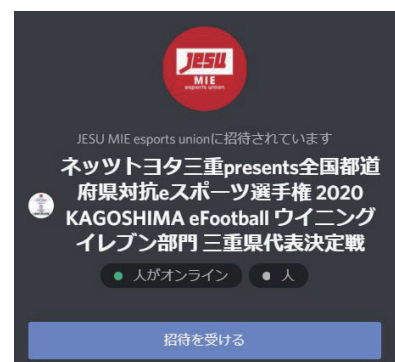 JESU
MIE
esports union
JESU MIE esports unionに招待されています
ネッツトヨタ三重presents全国都道
府県対抗eスポーツ選手権 2020
KAGOSHIMA eFootball ウイニング
イレブン部門 三重県代表決定戦
人がオンライン 人
招待を受ける